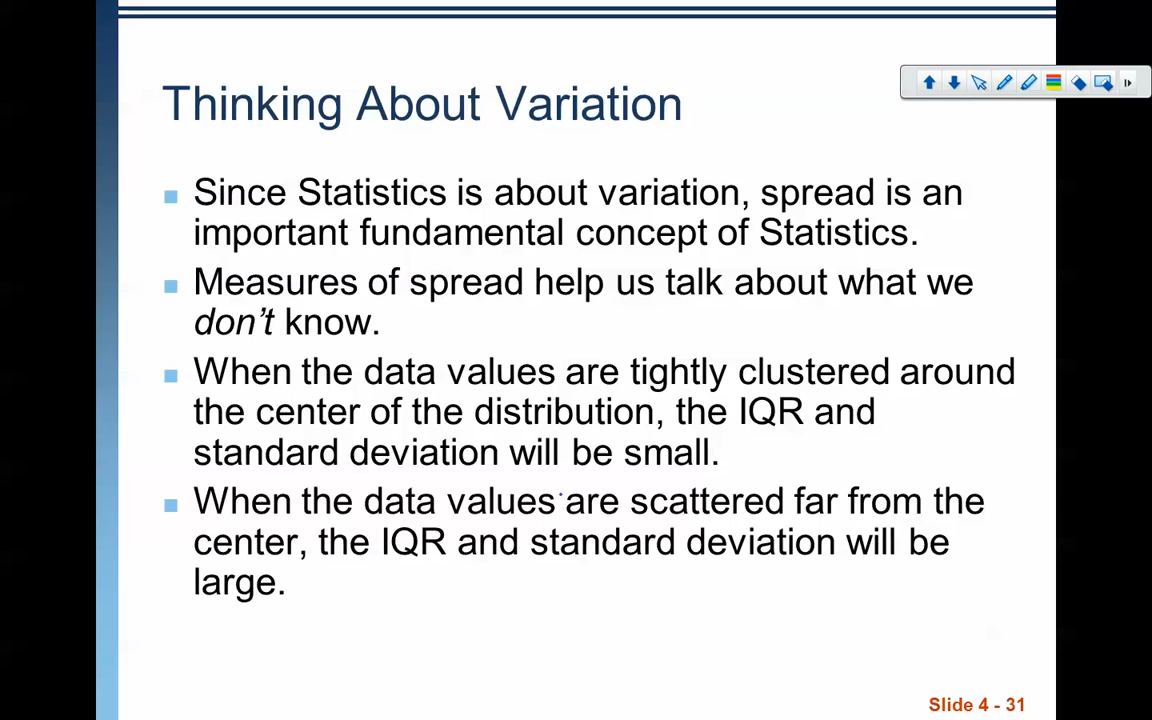 Thinking About Variation
Since Statistics is about variation, spread is an
important fundamental concept of Statistics.
Measures of spread help us talk about what we
don't know.
When the data values are tightly clustered around
the center of the distribution, the IQR and
standard deviation will be small.
When the data values are scattered far from the
center, the IQR and standard deviation will be
large.
Slide 4 - 31